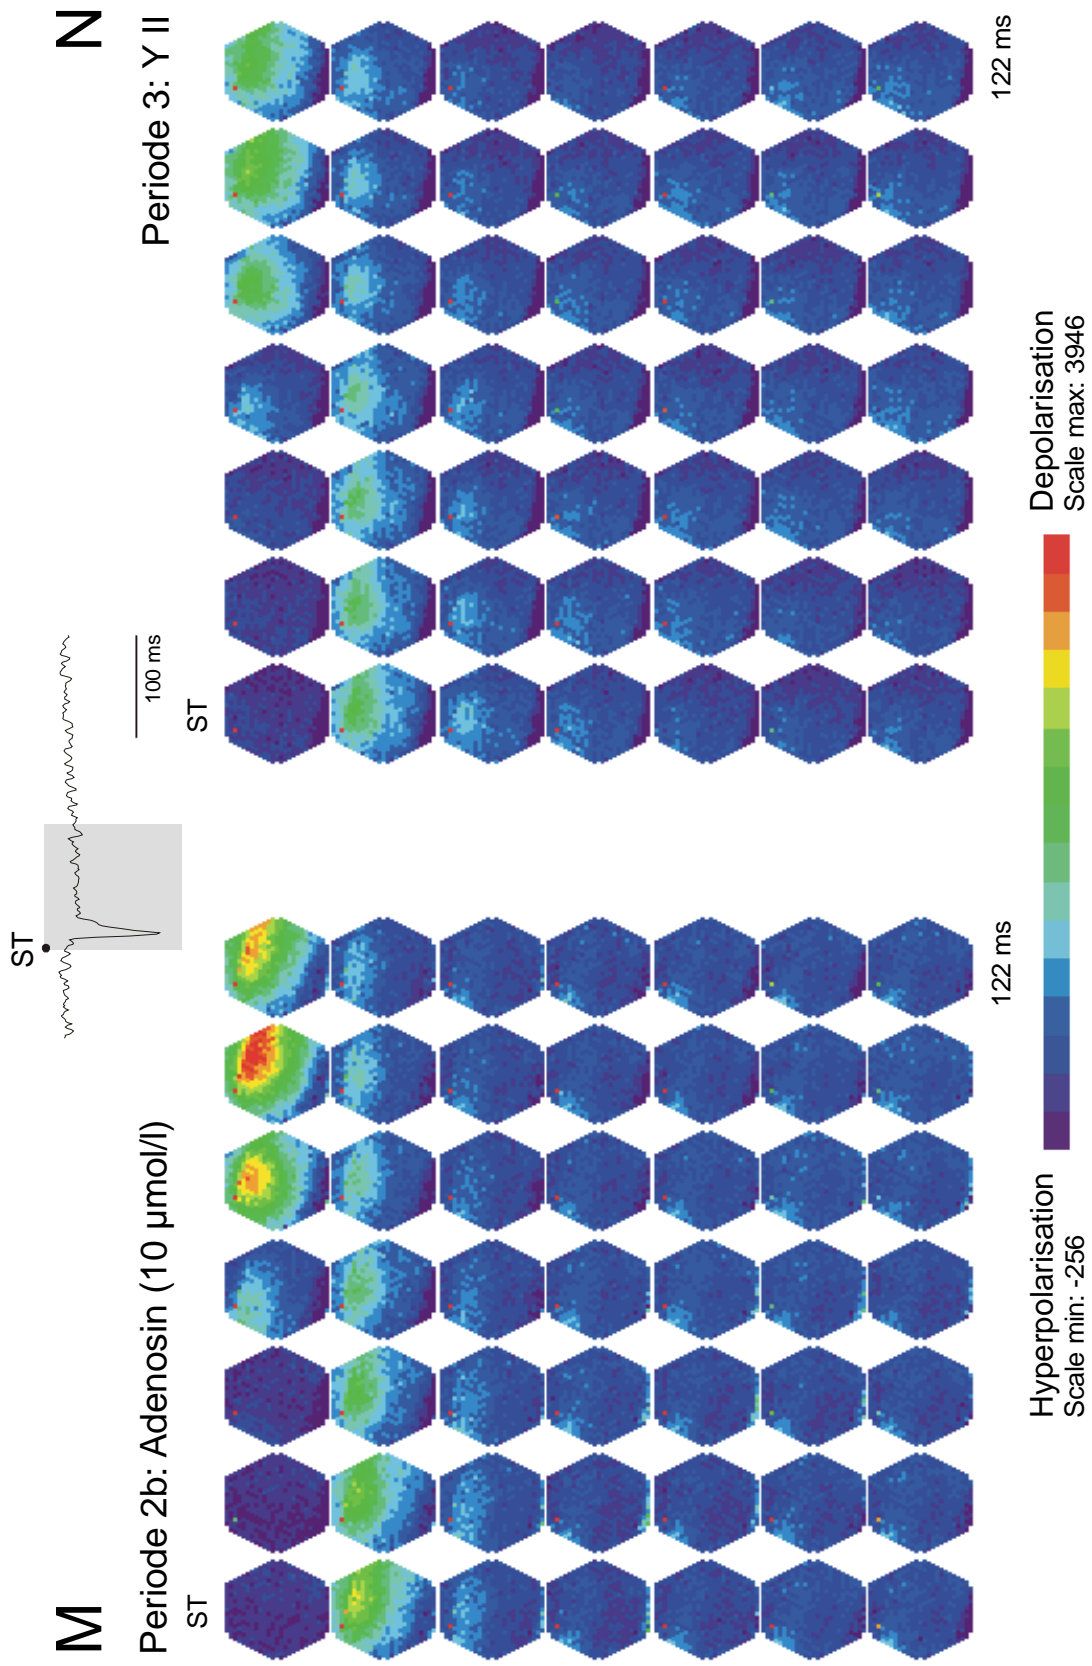 M
N
Periode 2b: Adenosin (10 µmol/l)
Periode 3: Y II
ST
100 ms
ST
ST
122 ms
122 ms
Hyperpolarisation
Scale min: -256
Depolarisation
Scale max: 3946